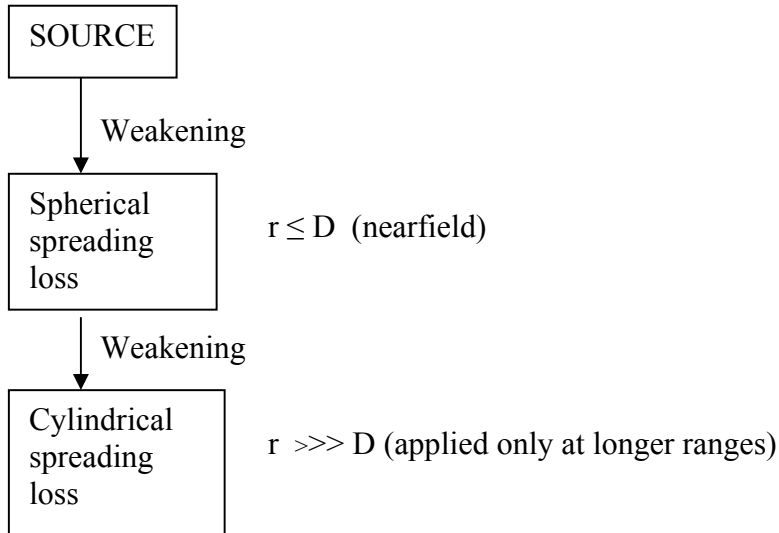 SOURCE
Weakening
Spherical
spreading
loss
r ≤ D (nearfield)
Weakening
Cylindrical
spreading
loss
r >>> D (applied only at longer ranges)